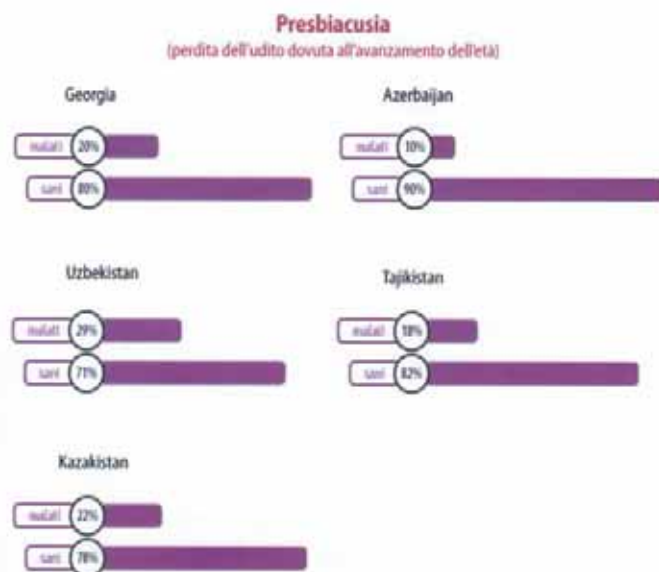 Presbiacusia
(perdita dell'udito dovuta all'avanzamento dell'età)
Georgia
malati 20%
sani 80%
Azerbaijan
malati 10%
sani 90%
Uzbekistan
malati 29%
sani 71%
Tajikistan
malati 18%
sani 82%
Kazakistan
malati 22%
sani 78%